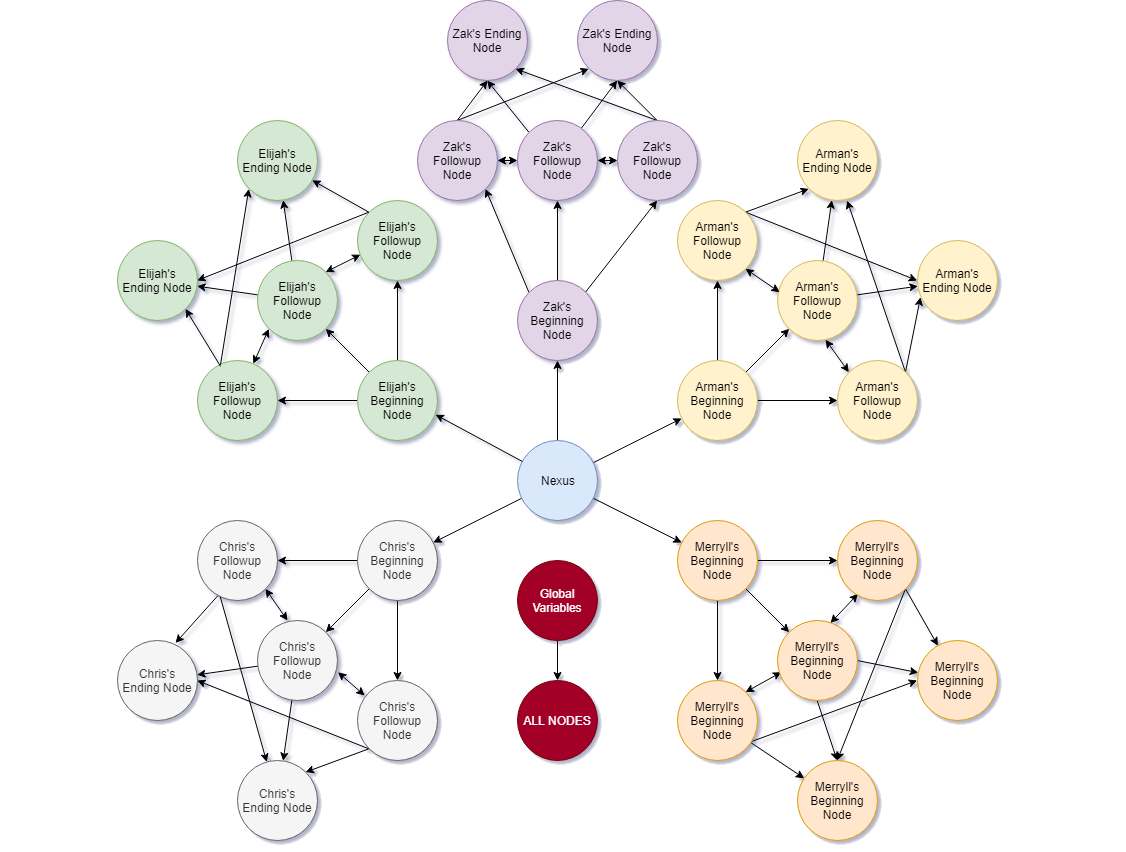 Zak's Ending
Node
Zak's Ending
Node
Zak's
Followup
Node
Zak's
Followup
Node
Zak's
Followup
Node
Zak's
Beginning
Node
Elijah's
Ending Node
Elijah's
Followup
Node
Elijah's
Ending Node
Elijah's
Followup
Node
Elijah's
Followup
Node
Elijah's
Beginning
Node
Arman's
Ending Node
Arman's
Followup
Node
Arman's
Followup
Node
Arman's
Ending Node
Arman's
Beginning
Node
Arman's
Followup
Node
Nexus
Chris's
Followup
Node
Chris's
Beginning
Node
Chris's
Followup
Node
Chris's
Ending Node
Chris's
Followup
Node
Chris's
Ending Node
Global
Variables
ALL NODES
Merryll's
Beginning
Node
Merryll's
Beginning
Node
Merryll's
Beginning
Node
Merryll's
Beginning
Node
Merryll's
Beginning
Node
Merryll's
Beginning
Node